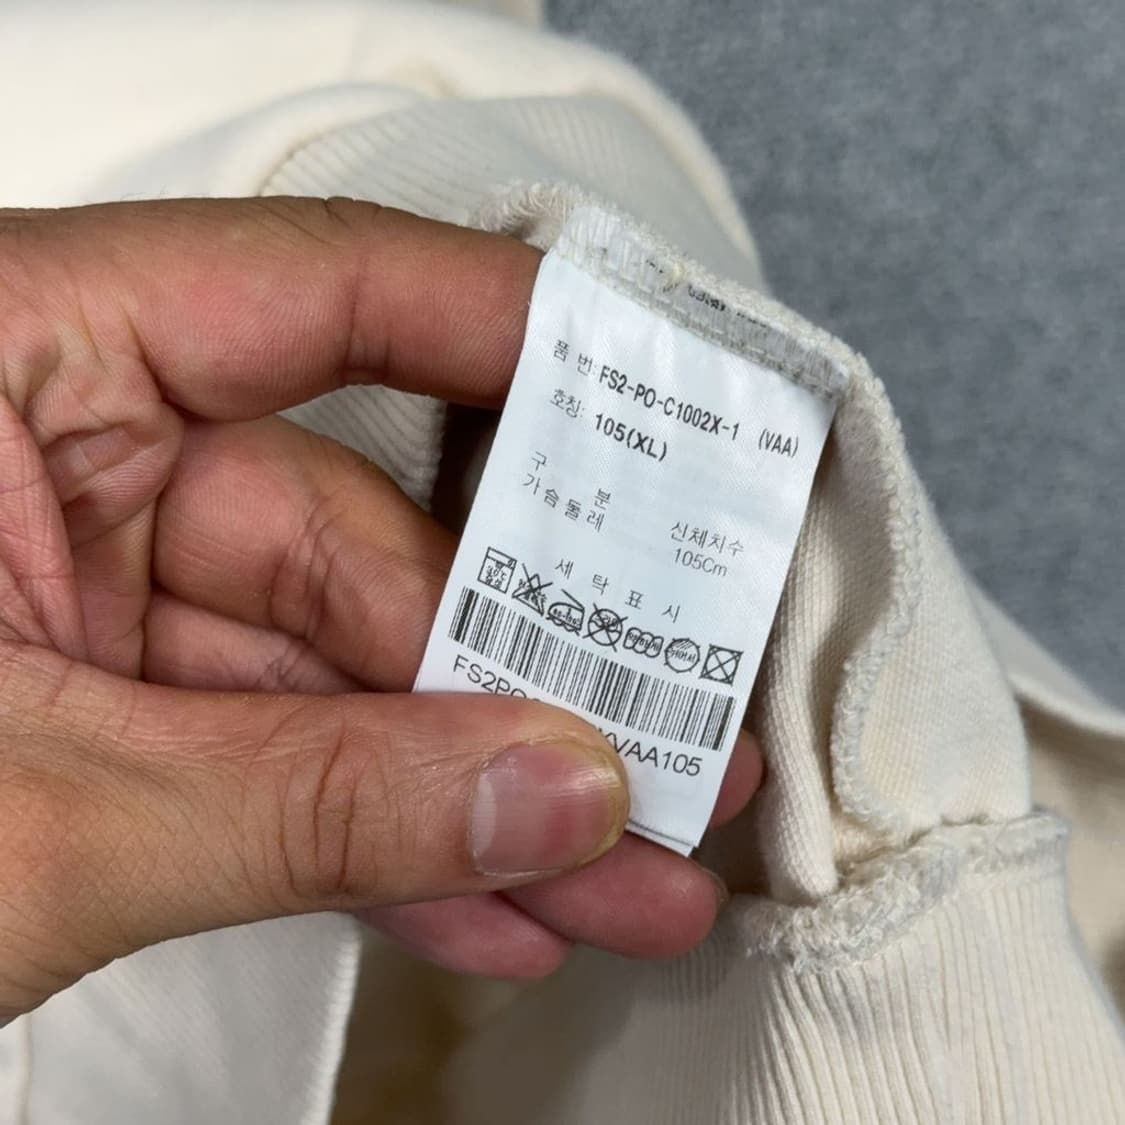 품 번: FS2-PO-C1002X-1 (VAA)
호칭: 105(XL)
구 분 신체치수
가슴둘레 105Cm
세 탁 표 시
VAA105